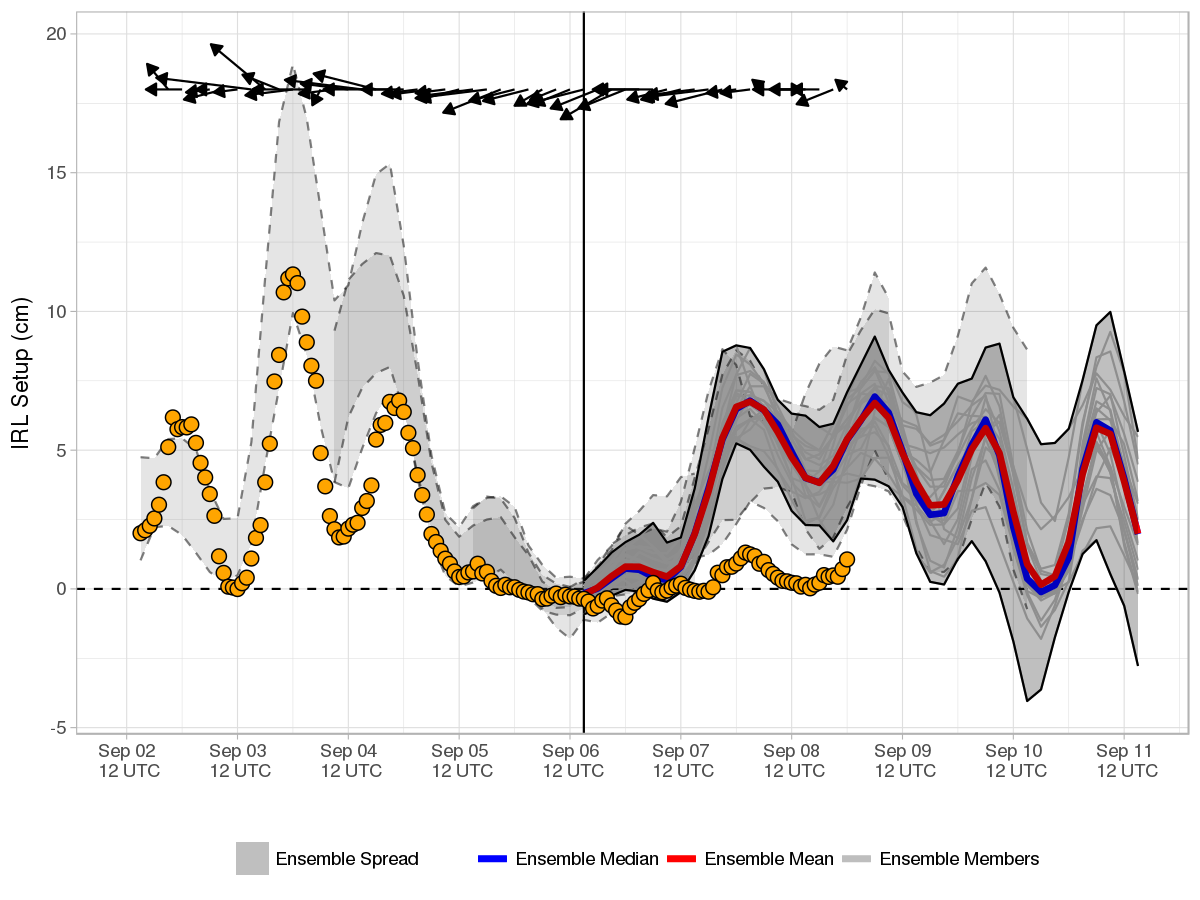 IRL Setup (cm)
20
15
10
5
0
-5
Sep 02 Sep 03 Sep 04 Sep 05 Sep 06 Sep 07 Sep 08 Sep 09 Sep 10 Sep 11
12 UTC 12 UTC 12 UTC 12 UTC 12 UTC 12 UTC 12 UTC 12 UTC 12 UTC 12 UTC
Ensemble Spread Ensemble Median Ensemble Mean Ensemble Members